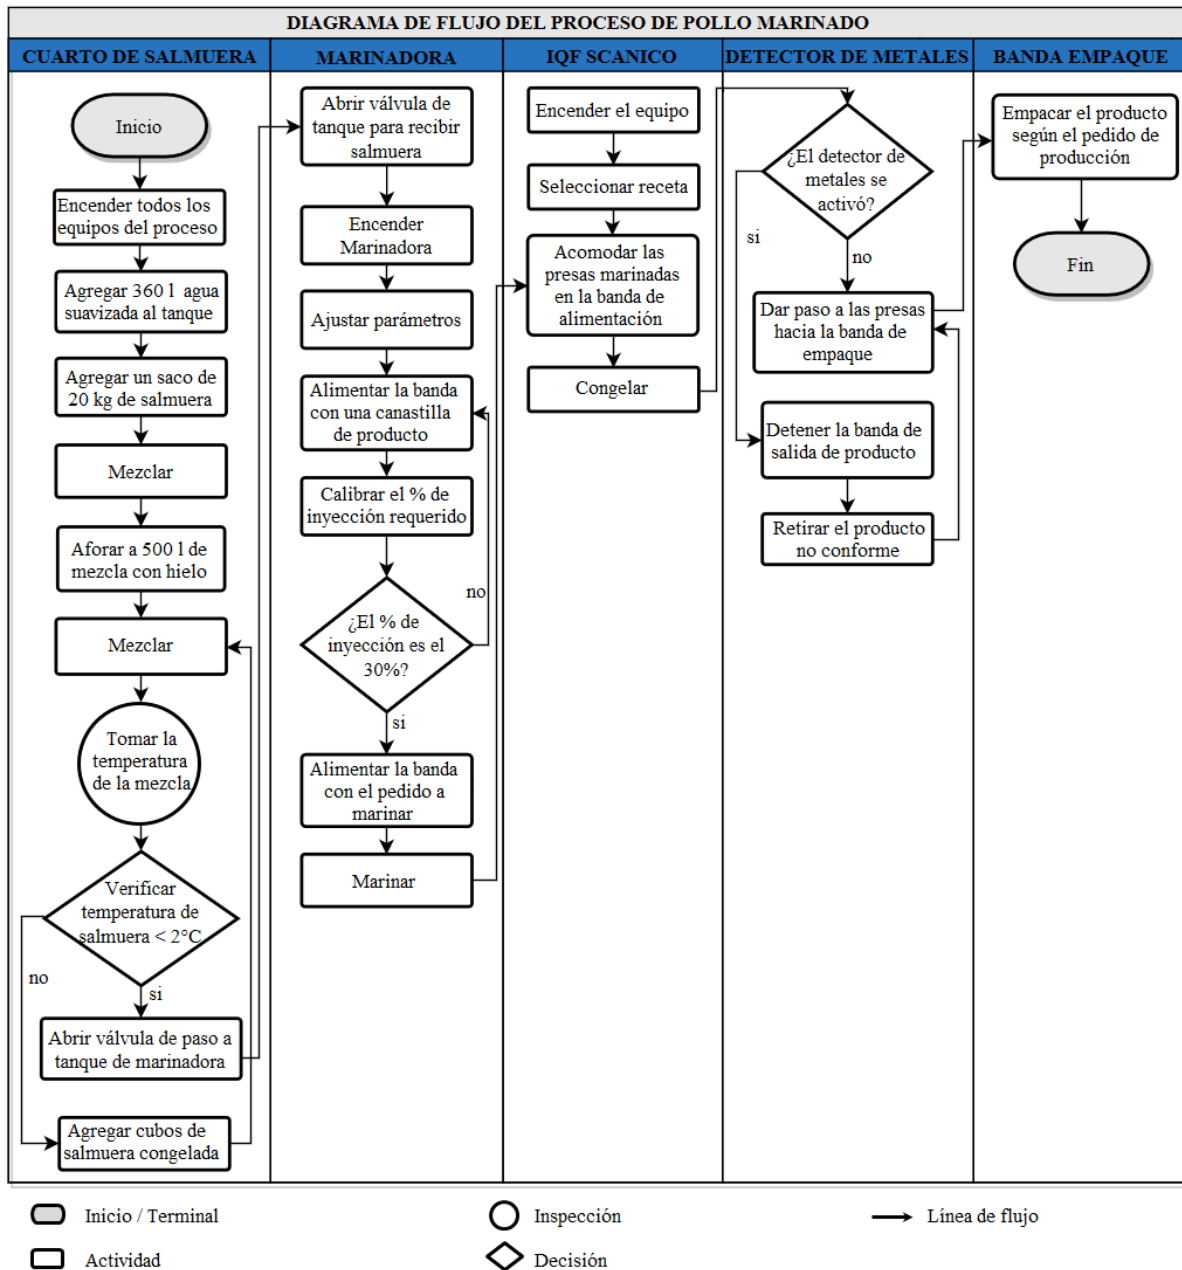 DIAGRAMA DE FLUJO DEL PROCESO DE POLLO MARINADO
CUARTO DE SALMUERA
Inicio
Encender todos los
equipos del proceso
Agregar 360 l agua
suavizada al tanque
Agregar un saco de
20 kg de salmuera
Mezclar
Aforar a 500 l de
mezcla con hielo
Mezclar
Tomar la
temperatura
de la mezcla
Verificar
temperatura de
salmuera < 2°C
no
si
Abrir válvula de paso a
tanque de marinadora
Agregar cubos de
salmuera congelada
MARINADORA
Abrir válvula de
tanque para recibir
salmuera
Encender
Marinadora
Ajustar parámetros
Alimentar la banda
con una canastilla
de producto
Calibrar el % de
inyección requerido
no
¿El % de
inyección es el
30%?
si
Alimentar la banda
con el pedido a
marinar
Marinar
IQF SCANICO
Encender el equipo
Seleccionar receta
Acomodar las
presas marinadas
en la banda de
alimentación
Congelar
DETECTOR DE METALES
¿El detector de
metales se
activó?
si
no
Dar paso a las presas
hacia la banda de
empaque
Detener la banda de
salida de producto
Retirar el producto
no conforme
BANDA EMPAQUE
Empacar el producto
según el pedido de
producción
Fin
Inicio / Terminal
Inspección
Línea de flujo
Actividad
Decisión